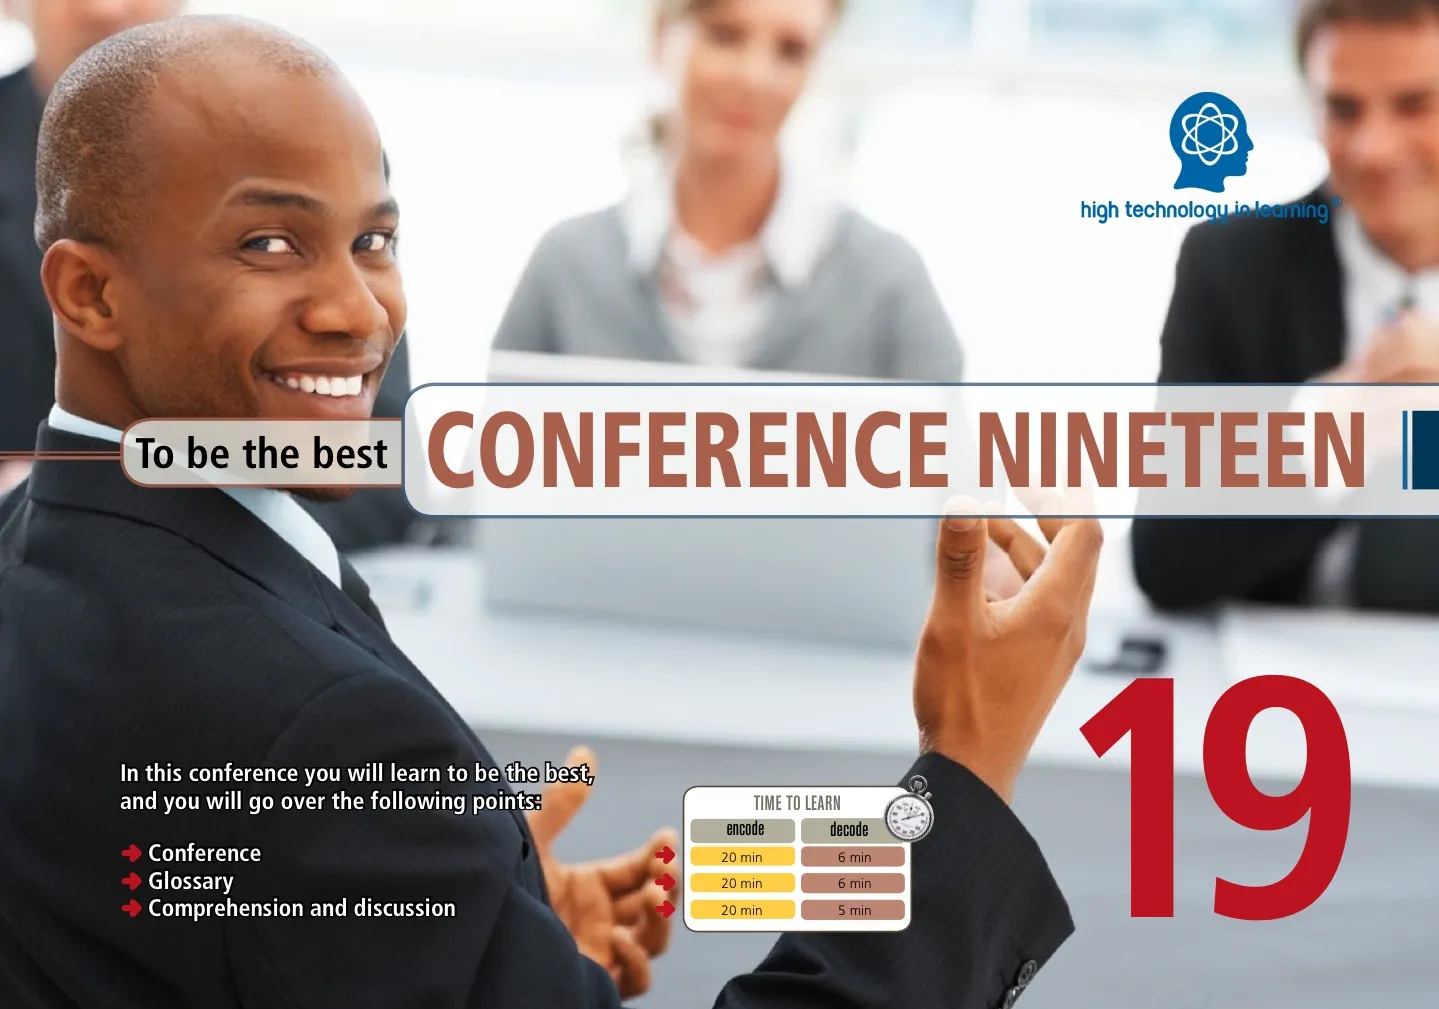 high technology in learning®
To be the best
CONFERENCE NINETEEN
19
In this conference you will learn to be the best,
and you will go over the following points:
Conference
Glossary
Comprehension and discussion
TIME TO LEARN
encode decode
20 min 6 min
20 min 6 min
20 min 5 min